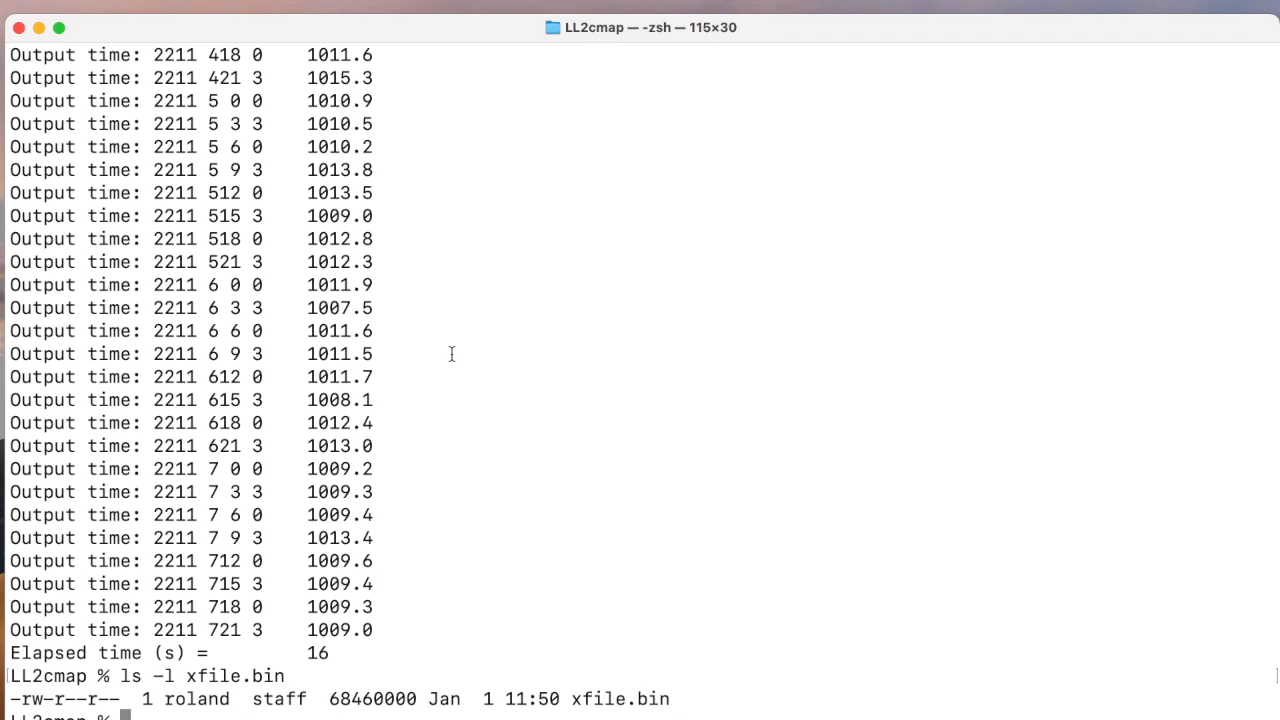 LL2cmap — -zsh — 115×30
Output time: 2211 418 0    1011.6
Output time: 2211 421 3    1015.3
Output time: 2211 5 0 0    1010.9
Output time: 2211 5 3 3    1010.5
Output time: 2211 5 6 0    1010.2
Output time: 2211 5 9 3    1013.8
Output time: 2211 512 0    1013.5
Output time: 2211 515 3    1009.0
Output time: 2211 518 0    1012.8
Output time: 2211 521 3    1012.3
Output time: 2211 6 0 0    1011.9
Output time: 2211 6 3 3    1007.5
Output time: 2211 6 6 0    1011.6
Output time: 2211 6 9 3    1011.5
Output time: 2211 612 0    1011.7
Output time: 2211 615 3    1008.1
Output time: 2211 618 0    1012.4
Output time: 2211 621 3    1013.0
Output time: 2211 7 0 0    1009.2
Output time: 2211 7 3 3    1009.3
Output time: 2211 7 6 0    1009.4
Output time: 2211 7 9 3    1013.4
Output time: 2211 712 0    1009.6
Output time: 2211 715 3    1009.4
Output time: 2211 718 0    1009.3
Output time: 2211 721 3    1009.0
Elapsed time (s) =         16
[LL2cmap % ls -l xfile.bin ]
-rw-r--r--  1 roland  staff  68460000 Jan  1 11:50 xfile.bin
LL2cmap %